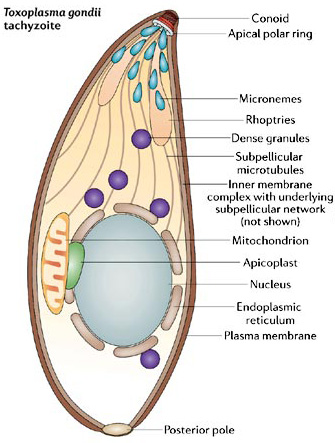 Toxoplasma gondii
tachyzoite
Conoid
Apical polar ring
Micronemes
Rhoptries
Dense granules
Subpellicular
microtubules
Inner membrane
complex with underlying
subpellicular network
(not shown)
Mitochondrion
Apicoplast
Nucleus
Endoplasmic
reticulum
Plasma membrane
Posterior pole